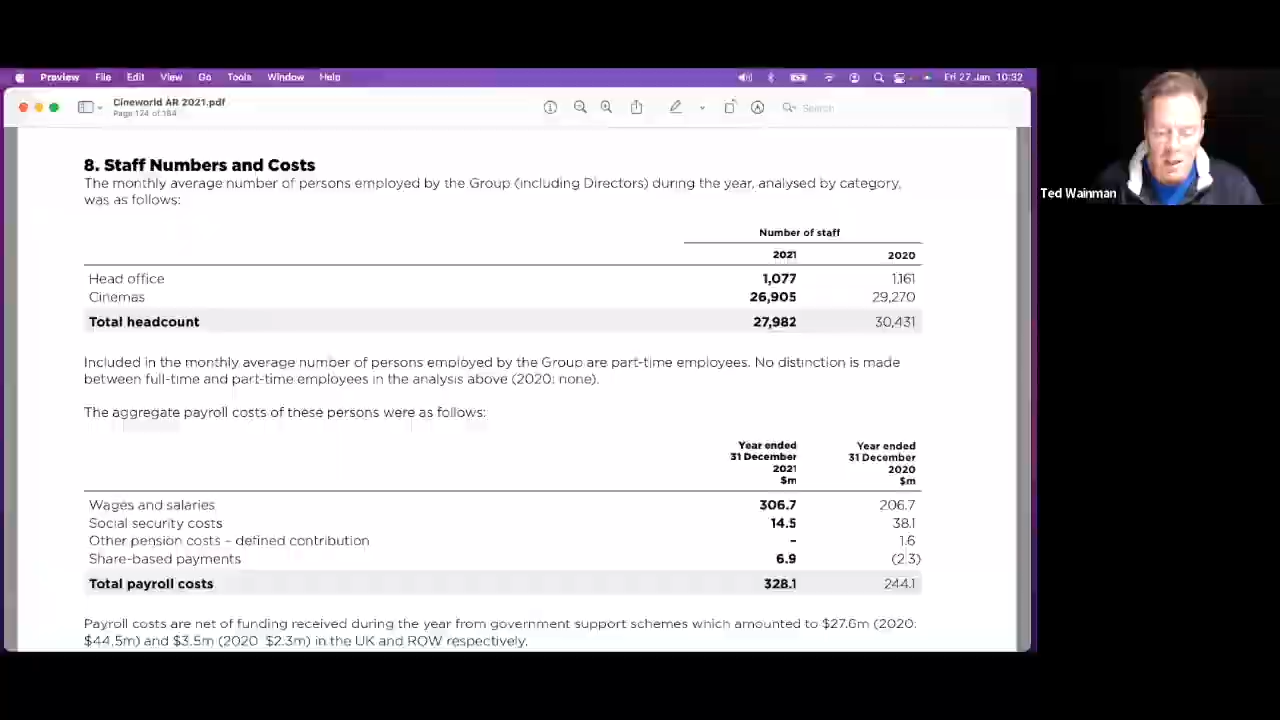 Preview File Edit View Go Tools Window Help Fri 27 Jan 10:32
Cineworld AR 2021.pdf
Page 124 of 184
Search
8. Staff Numbers and Costs
The monthly average number of persons employed by the Group (including Directors) during the year, analysed by category,
was as follows:
Number of staff
2021 2020
Head office 1,077 1,161
Cinemas 26,905 29,270
Total headcount 27,982 30,431
Included in the monthly average number of persons employed by the Group are part-time employees. No distinction is made
between full-time and part-time employees in the analysis above (2020: none).
The aggregate payroll costs of these persons were as follows:
Year ended Year ended
31 December 31 December
2021 2020
$m $m
Wages and salaries 306.7 206.7
Social security costs 14.5 38.1
Other pension costs – defined contribution – 1.6
Share-based payments 6.9 (2.3)
Total payroll costs 328.1 244.1
Payroll costs are net of funding received during the year from government support schemes which amounted to $27.6m (2020:
$44.5m) and $3.5m (2020 $2.3m) in the UK and ROW respectively.
Ted Wainman